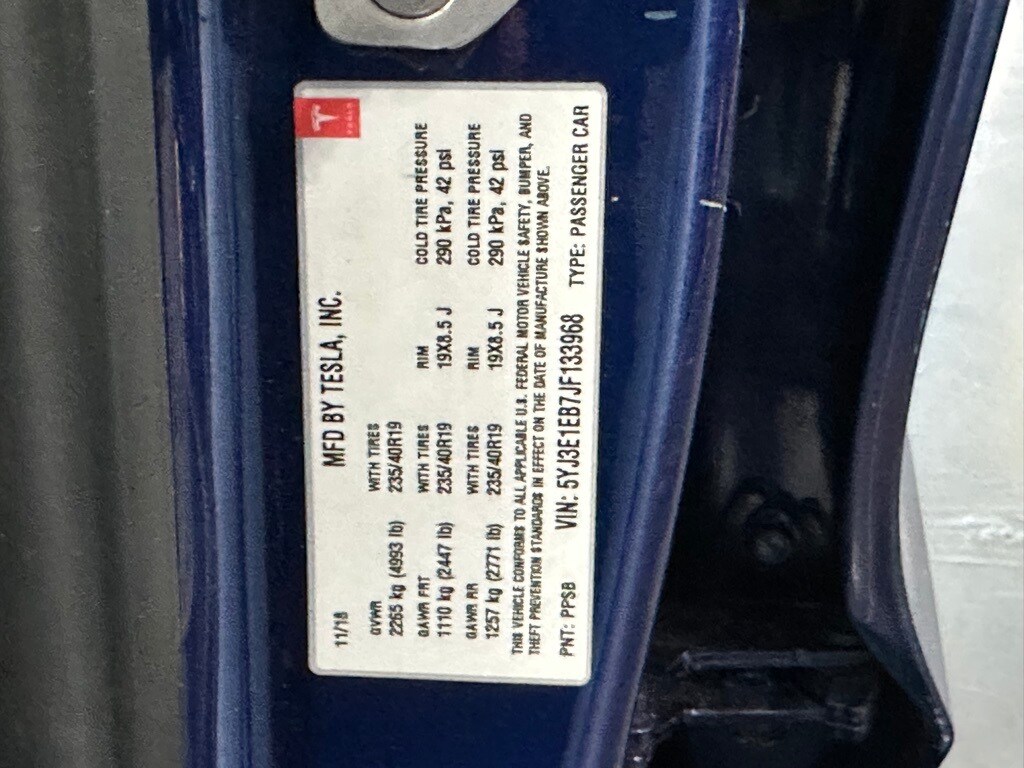 TESLA
MFD BY TESLA, INC.
11/18
GVWR WITH TIRES
2265 kg (4993 lb) 235/40R19
GAWR FRT WITH TIRES RIM COLD TIRE PRESSURE
1110 kg (2447 lb) 235/40R19 19X8.5 J 290 kPa, 42 psi
GAWR RR WITH TIRES RIM COLD TIRE PRESSURE
1257 kg (2771 lb) 235/40R19 19X8.5 J 290 kPa, 42 psi
THIS VEHICLE CONFORMS TO ALL APPLICABLE U.S. FEDERAL MOTOR VEHICLE SAFETY, BUMPER, AND
THEFT PREVENTION STANDARDS IN EFFECT ON THE DATE OF MANUFACTURE SHOWN ABOVE.
PNT: PPSB VIN: 5YJ3E1EB7JF133968 TYPE: PASSENGER CAR